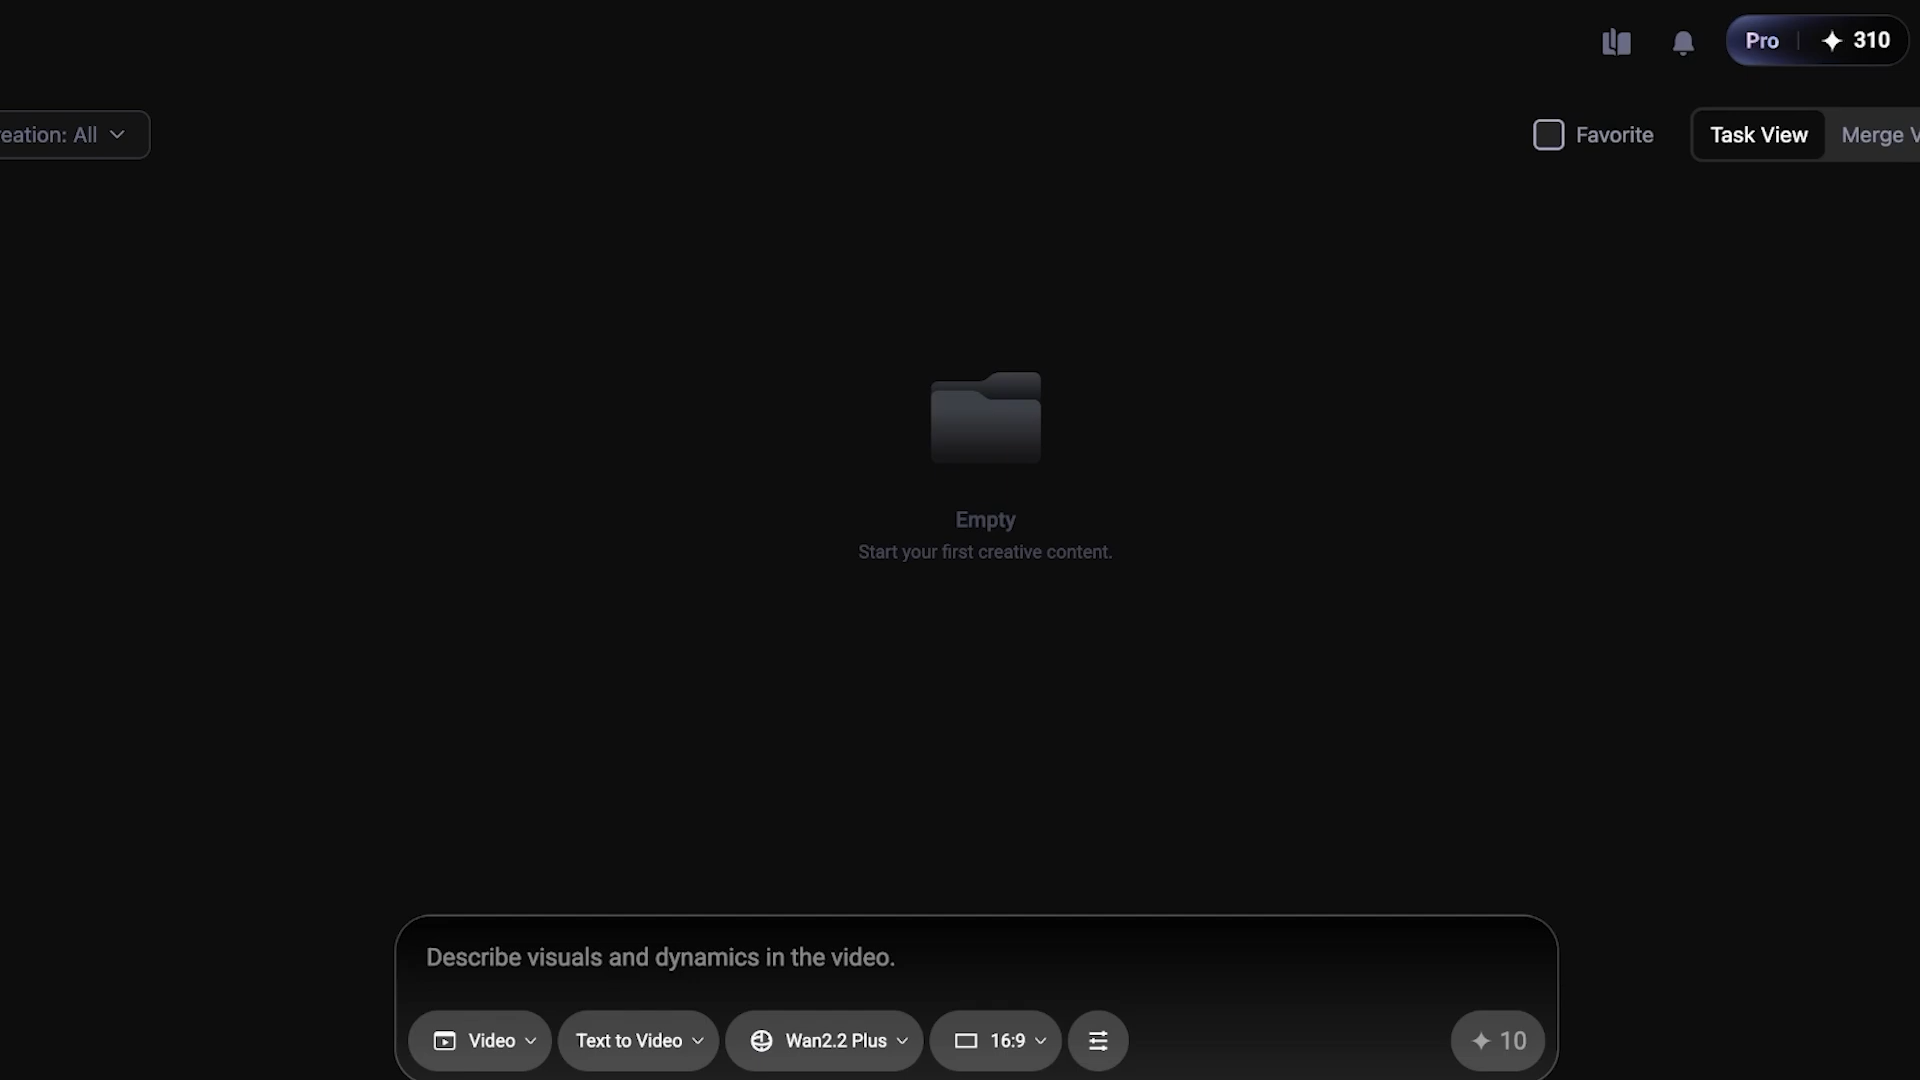 Pro 310
eation: All
Favorite
Task View
Merge V
Empty
Start your first creative content.
Describe visuals and dynamics in the video.
Video
Text to Video
Wan2.2 Plus
16:9
10